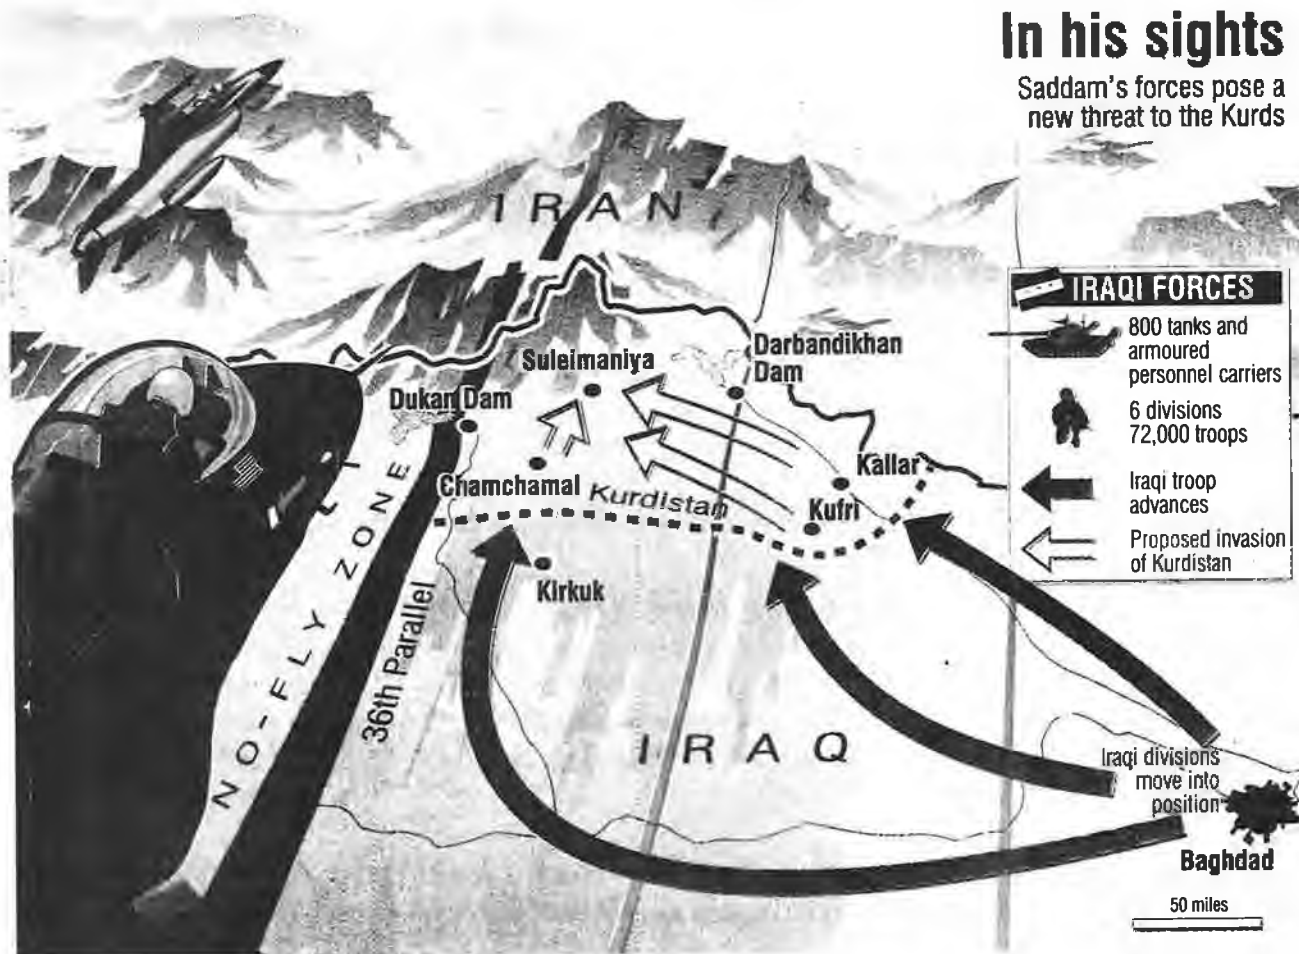 In his sights
Saddam's forces pose a
new threat to the Kurds
IRAN
IRAQI FORCES
800 tanks and
armoured
personnel carriers
6 divisions
72,000 troops
Iraqi troop
advances
Proposed invasion
of Kurdistan
Suleimaniya
Darbandikhan
Dam
Dukan Dam
Chamchamal
Kallar
Kurdistan
Kufri
Kirkuk
NO-FLY ZONE
36th Parallel
IRAQ
Iraqi divisions
move into
position
Baghdad
50 miles